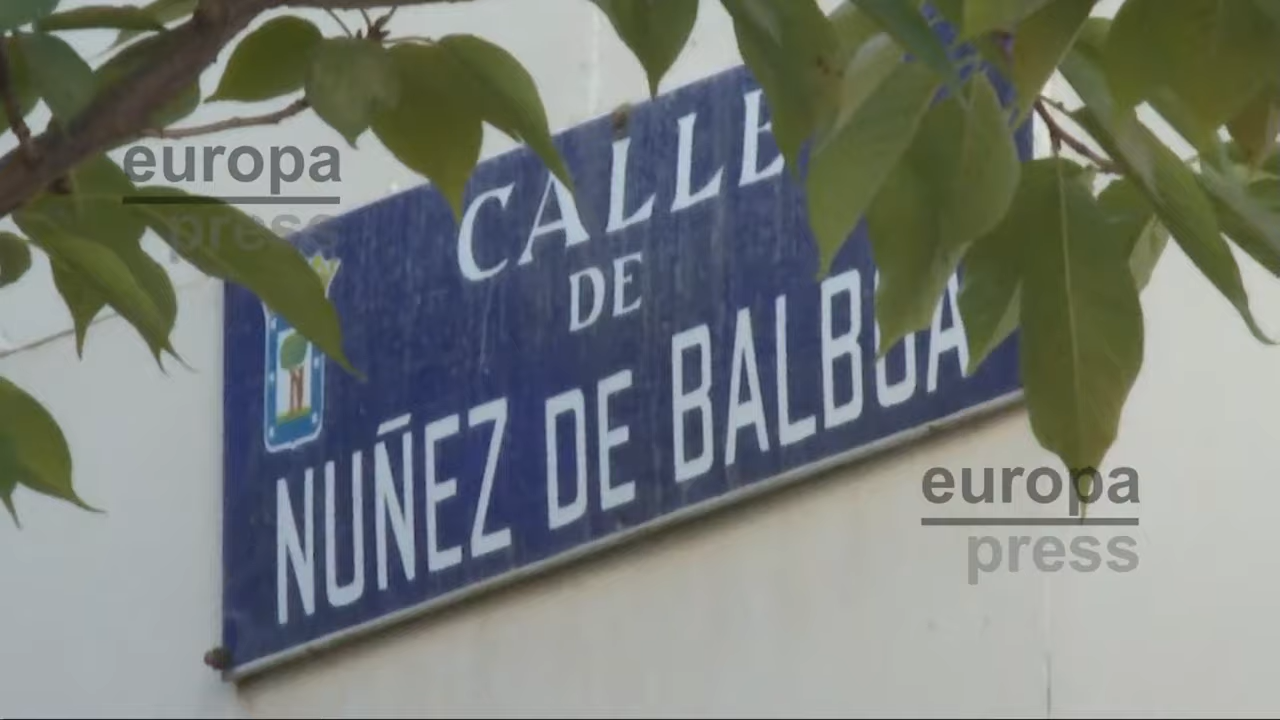 europa
press
CALLE
DE
NUÑEZ DE BALBOA
europa
press